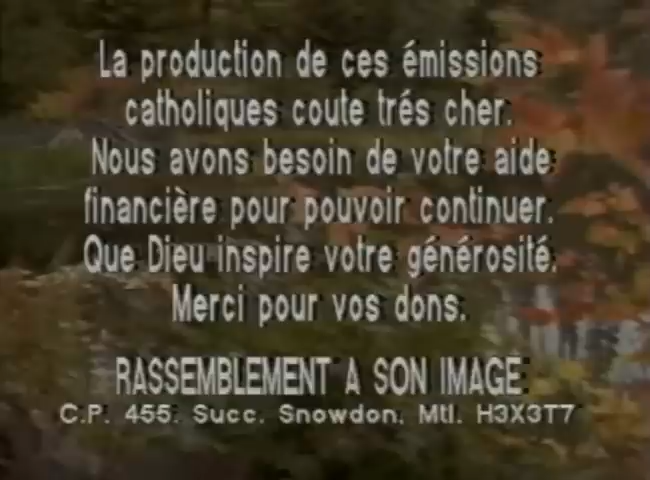 La production de ces émissions
catholiques coute trés cher.
Nous avons besoin de votre aide
financière pour pouvoir continuer.
Que Dieu inspire votre générosité.
Merci pour vos dons.
RASSEMBLEMENT A SON IMAGE
C.P. 455. Succ. Snowdon, Mtl. H3X3T7